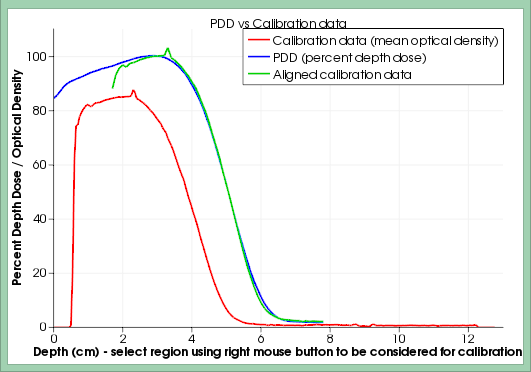 PDD vs Calibration data
Calibration data (mean optical density)
PDD (percent depth dose)
Aligned calibration data
Percent Depth Dose / Optical Density
100
80
60
40
20
0
0 2 4 6 8 10 12
Depth (cm) - select region using right mouse button to be considered for calibration